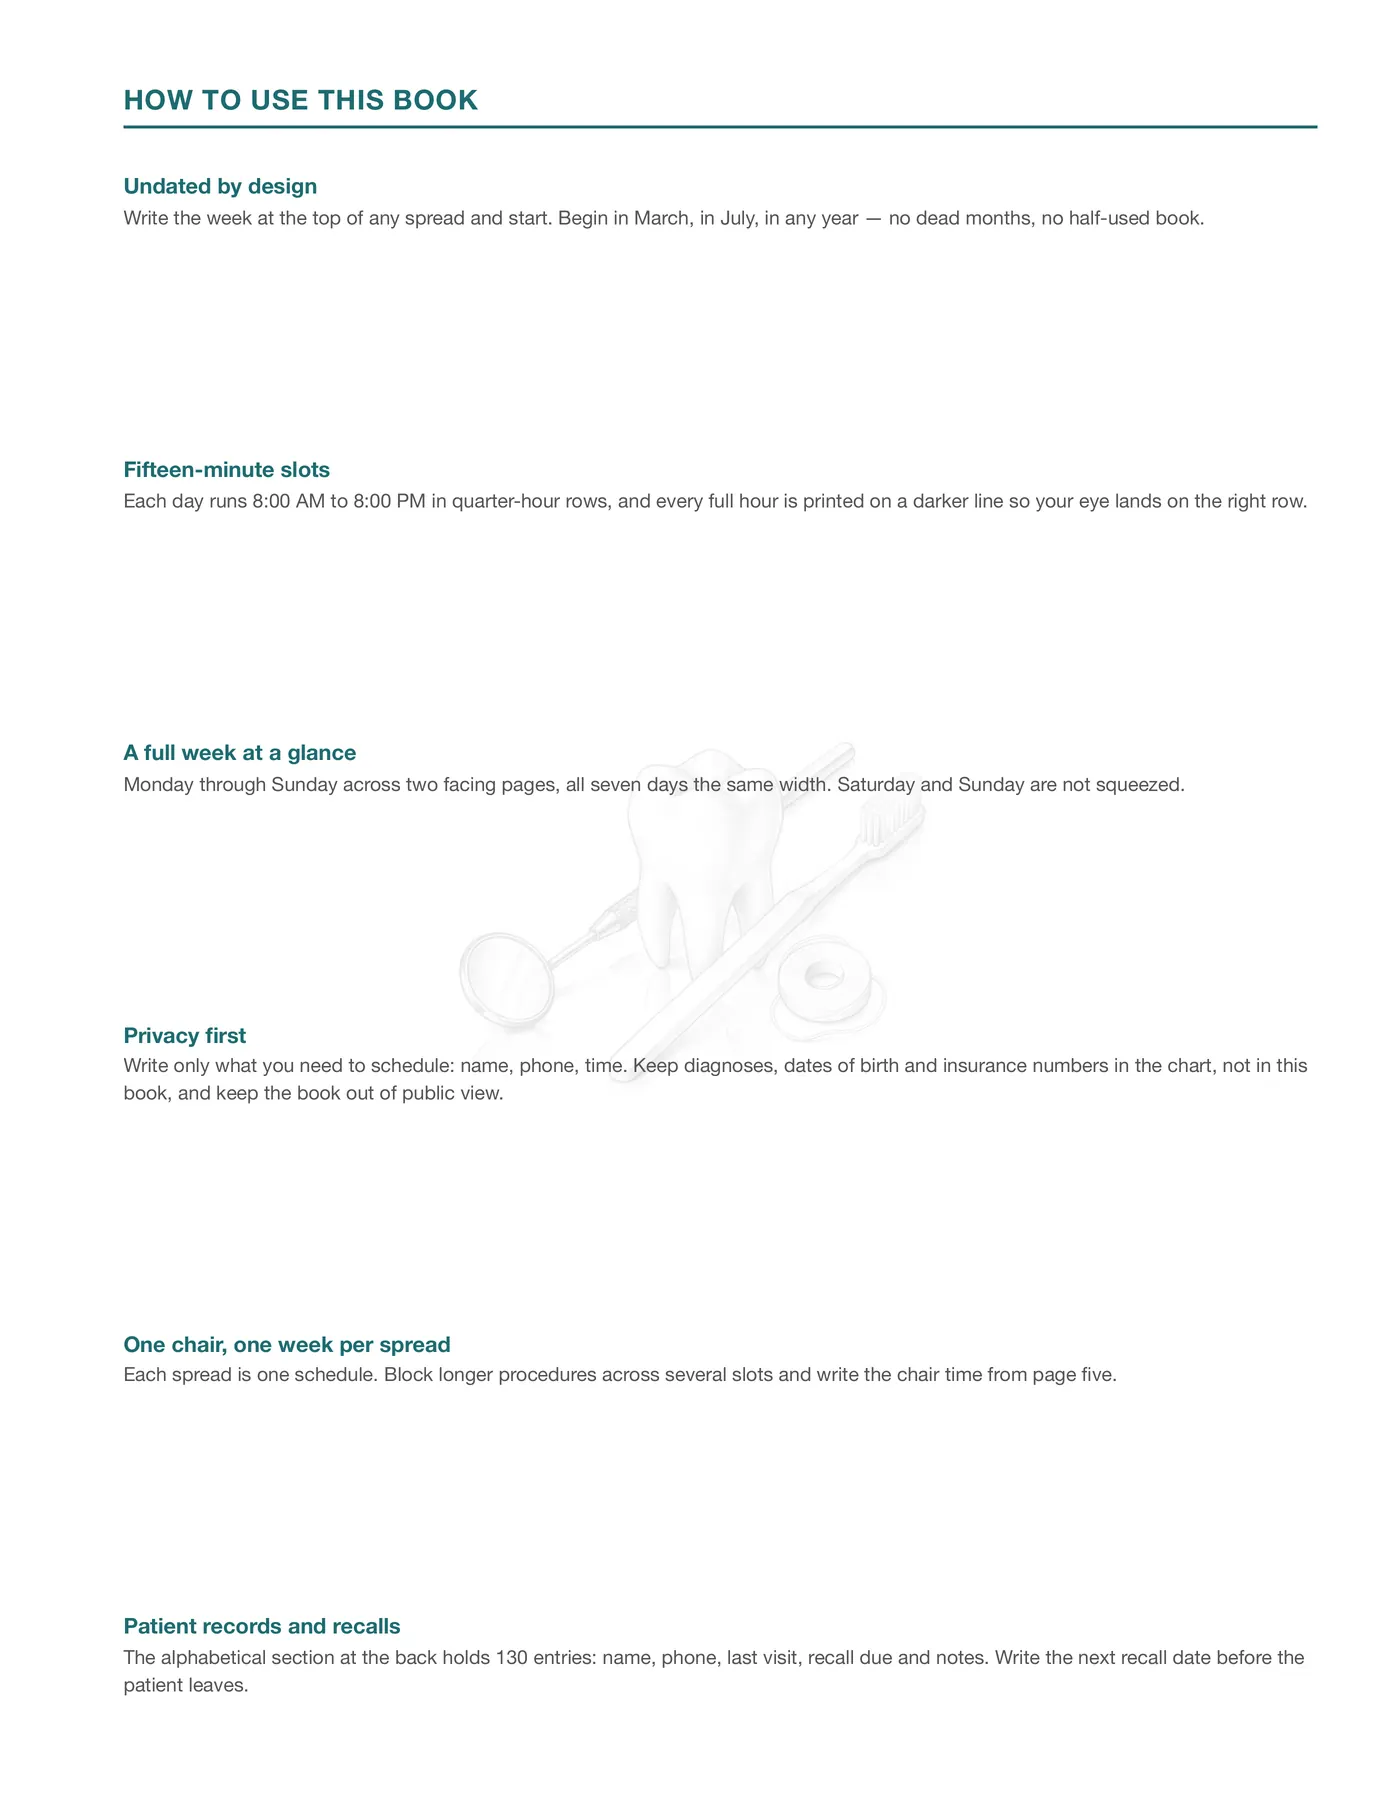 HOW TO USE THIS BOOK
Undated by design
Write the week at the top of any spread and start. Begin in March, in July, in any year — no dead months, no half-used book.
Fifteen-minute slots
Each day runs 8:00 AM to 8:00 PM in quarter-hour rows, and every full hour is printed on a darker line so your eye lands on the right row.
A full week at a glance
Monday through Sunday across two facing pages, all seven days the same width. Saturday and Sunday are not squeezed.
Privacy first
Write only what you need to schedule: name, phone, time. Keep diagnoses, dates of birth and insurance numbers in the chart, not in this
book, and keep the book out of public view.
One chair, one week per spread
Each spread is one schedule. Block longer procedures across several slots and write the chair time from page five.
Patient records and recalls
The alphabetical section at the back holds 130 entries: name, phone, last visit, recall due and notes. Write the next recall date before the
patient leaves.